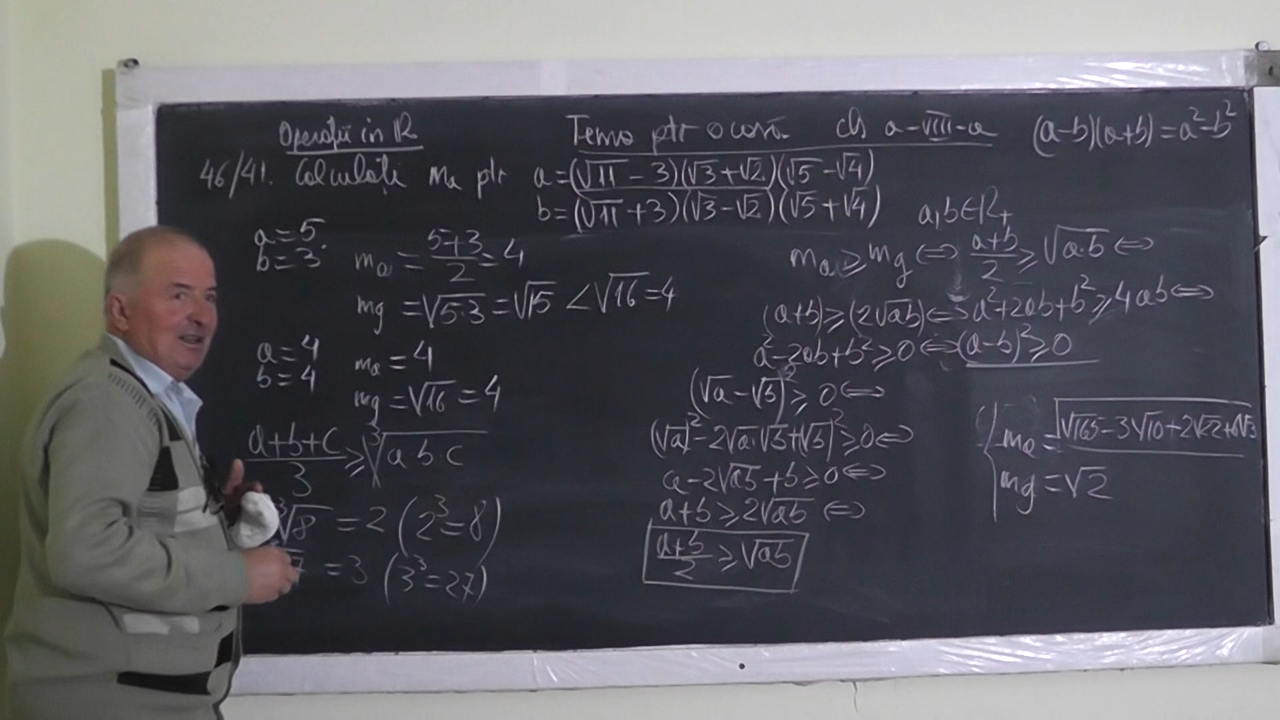 Operații în ℝ
Temă ptr acasă cls a-VIII-a
(a-b)(a+b)=a²-b²
46/41. Calculați ma ptr a=(√11-3)(√3+√2)(√5-√4)
b=(√11+3)(√3-√2)(√5+√4)
a=5
b=3
ma=(5+3)/2=4
mg=√5·3=√15<√16=4
a=4
b=4
ma=4
mg=√16=4
(a+b+c)/3≥∛abc
∛8=2 (2³=8)
=3 (3³=27)
a,b∈ℝ₊
ma≥mg⇔(a+b)/2≥√a·b⇔
(a+b)≥(2√ab)⇔a²+2ab+b²≥4ab⇔
a²-2ab+b²≥0⇔(a-b)²≥0
(√a-√b)²≥0⇔
(√a)²-2√a·√b+(√b)²≥0⇔
a-2√ab+b≥0⇔
a+b≥2√ab⇔
(a+b)/2≥√ab
ma=√165-3√10+2√22+
mg=√2